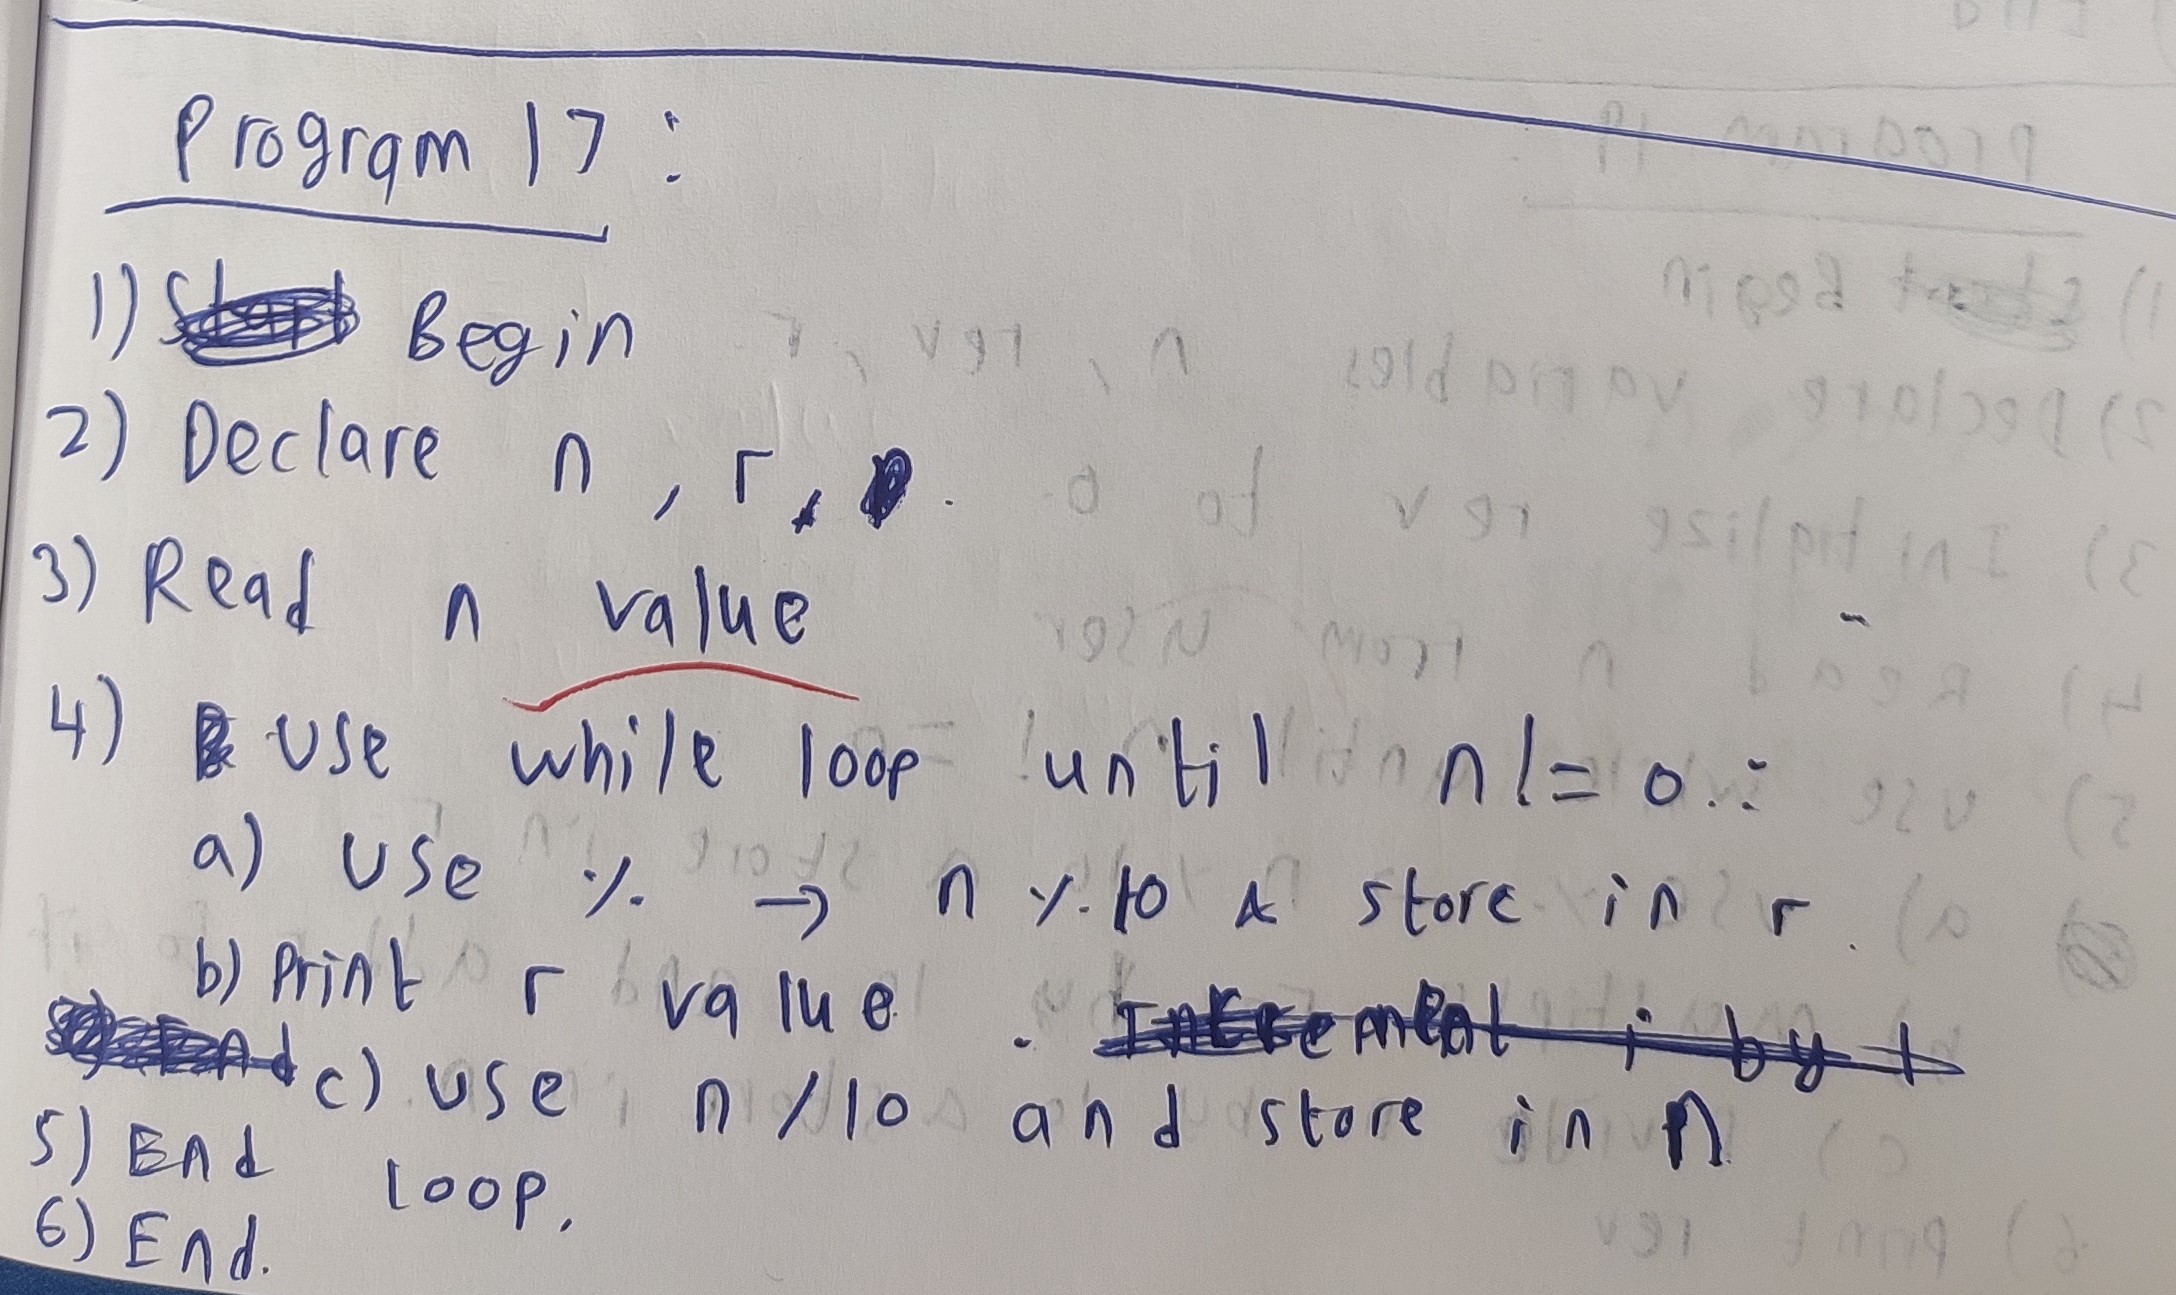 Program 17 :
1) Begin
2) Declare n , r .
3) Read n value
4) Use while loop until n != 0 . :
a) Use % → n % 10 & store in r .
b) Print r value .
c) Use n / 10 and store in n
5) End loop .
6) End .